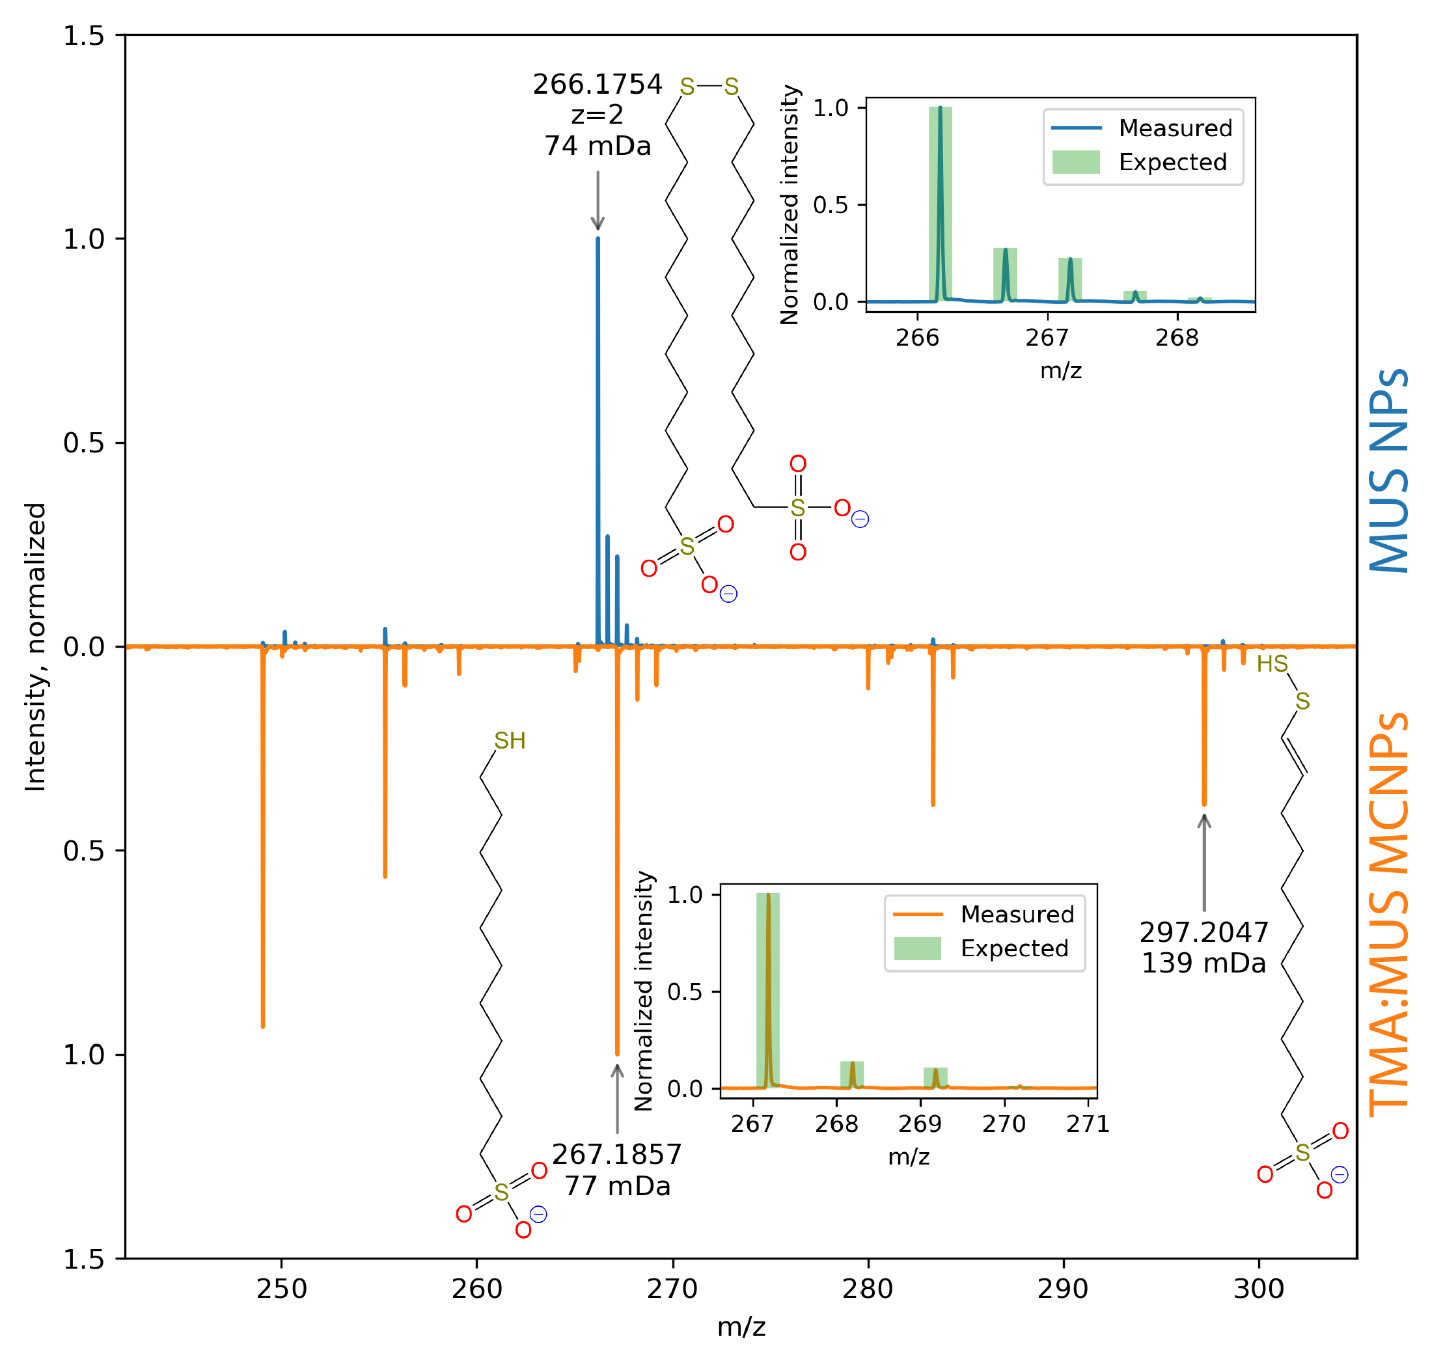 1.5
1.0
0.5
0.0
0.5
1.0
1.5
Intensity, normalized
250
260
270
280
290
300
m/z
266.1754
z=2
74 mDa
S
S
S
O
O
O
S
O
O
O
Normalized intensity
1.0
0.5
0.0
Measured
Expected
266
267
268
m/z
MUS NPs
SH
S
O
O
O
267.1857
77 mDa
Normalized intensity
1.0
0.5
0.0
Measured
Expected
267
268
269
270
271
m/z
297.2047
139 mDa
HS
S
S
O
O
O
TMA:MUS MCNPs